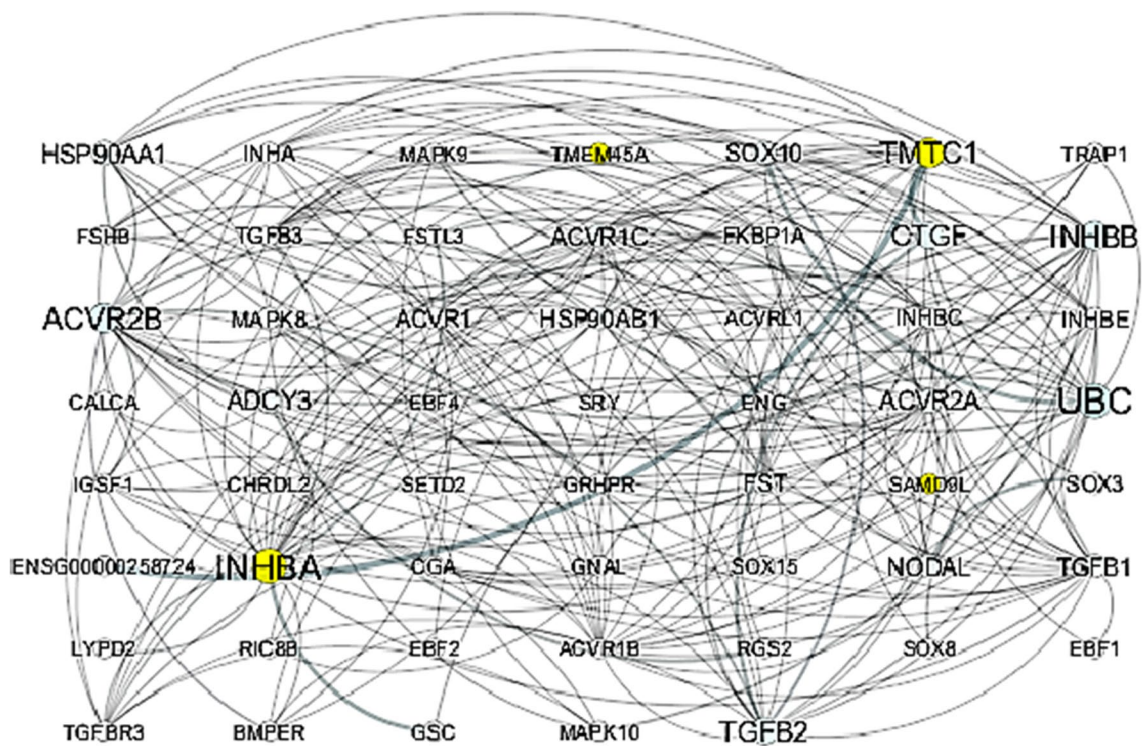 HSP90AA1 INHA MAPK9 TMEM45A SOX10 TMTC1 TRAP1
FSHB TGFB3 FSTL3 ACVR1C FKBP1A CTGF INHBB
ACVR2B MAPK8 ACVR1 HSP90AB1 ACVRL1 INHBC INHBE
CALCA ADCY3 EBF4 SRY ENG ACVR2A UBC
IGSF1 CHRDL2 SETD2 GRHPR FST SAMD9L SOX3
ENSG00000258724 INHBA CGA GNAL SOX15 NODAL TGFB1
LYPD2 RIC8B EBF2 ACVR1B RGS2 SOX8 EBF1
TGFBR3 BMPER GSC MAPK10 TGFB2